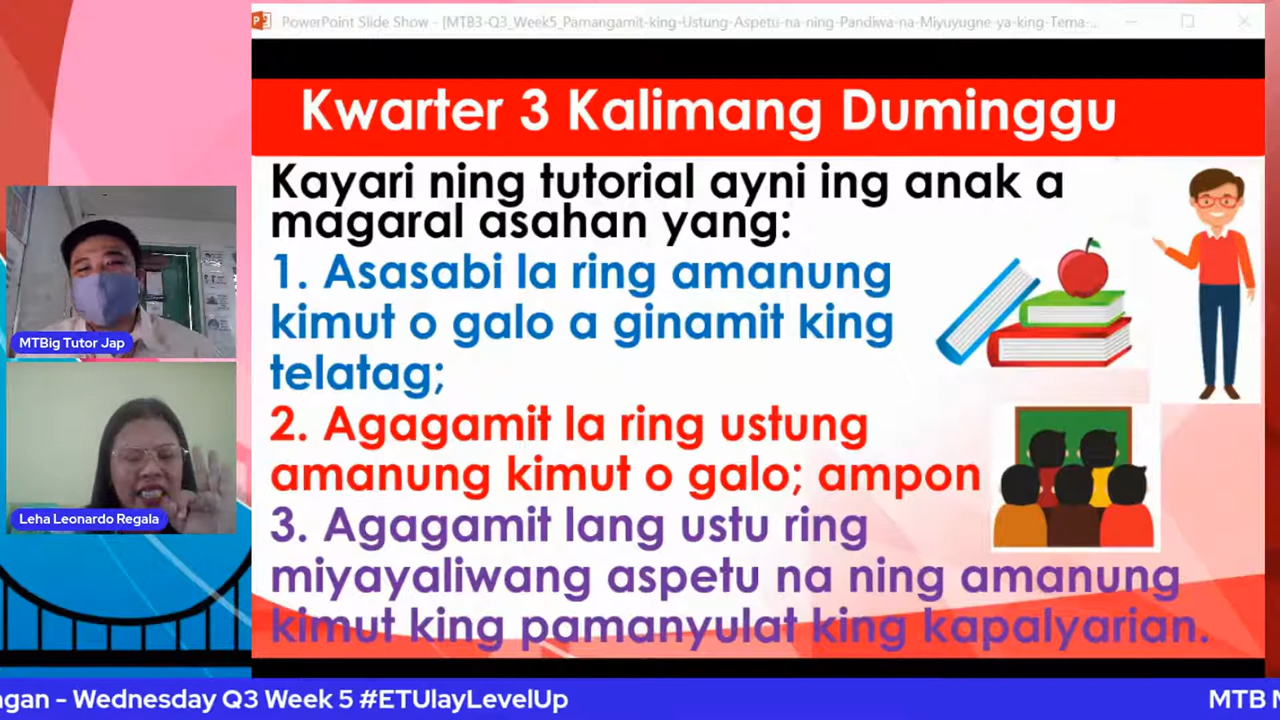 PowerPoint Slide Show - [MTB3-Q3_Week5_Pamangamit-king-Ustung-Aspetu-na-ning-Pandiwa-na-Miyuyugne-ya-king-Tema-...
Kwarter 3 Kalimang Duminggu
Kayari ning tutorial ayni ing anak a
magaral asahan yang:
1. Asasabi la ring amanung
kimut o galo a ginamit king
telatag;
2. Agagamit la ring ustung
amanung kimut o galo; ampon
3. Agagamit lang ustu ring
miyayaliwang aspetu na ning amanung
kimut king pamanyulat king kapalyarian.
MTBig Tutor Jap
Leha Leonardo Regala
ngan - Wednesday Q3 Week 5 #ETUlayLevelUp
MTB